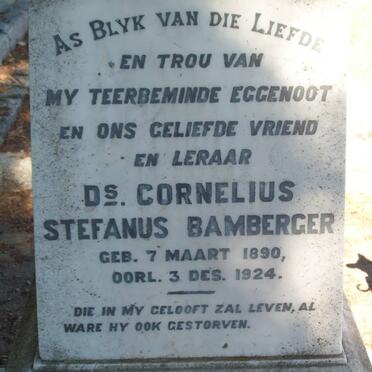 As Blyk van die Liefde
en trou van
my teerbeminde eggenoot
en ons geliefde vriend
en leraar
Ds. Cornelius
Stefanus Bamberger
geb. 7 Maart 1890,
oorl. 3 Des. 1924.
Die in my gelooft zal leven, al
ware hy ook gestorven.